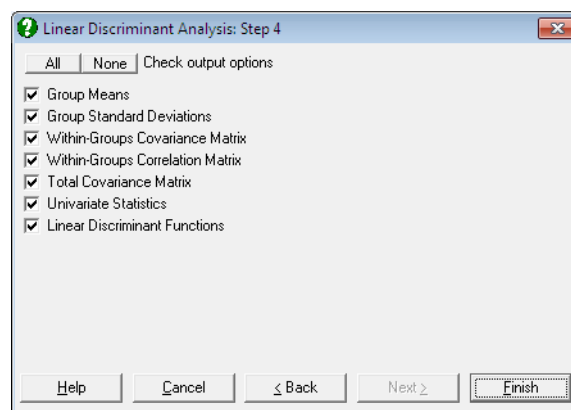 Linear Discriminant Analysis: Step 4
All None Check output options
Group Means
Group Standard Deviations
Within-Groups Covariance Matrix
Within-Groups Correlation Matrix
Total Covariance Matrix
Univariate Statistics
Linear Discriminant Functions
Help Cancel < Back Next > Finish